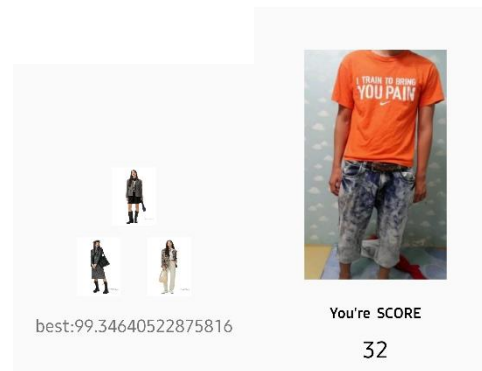 best:99.34640522875816
I TRAIN TO BRING
YOU PAIN
You're SCORE
32